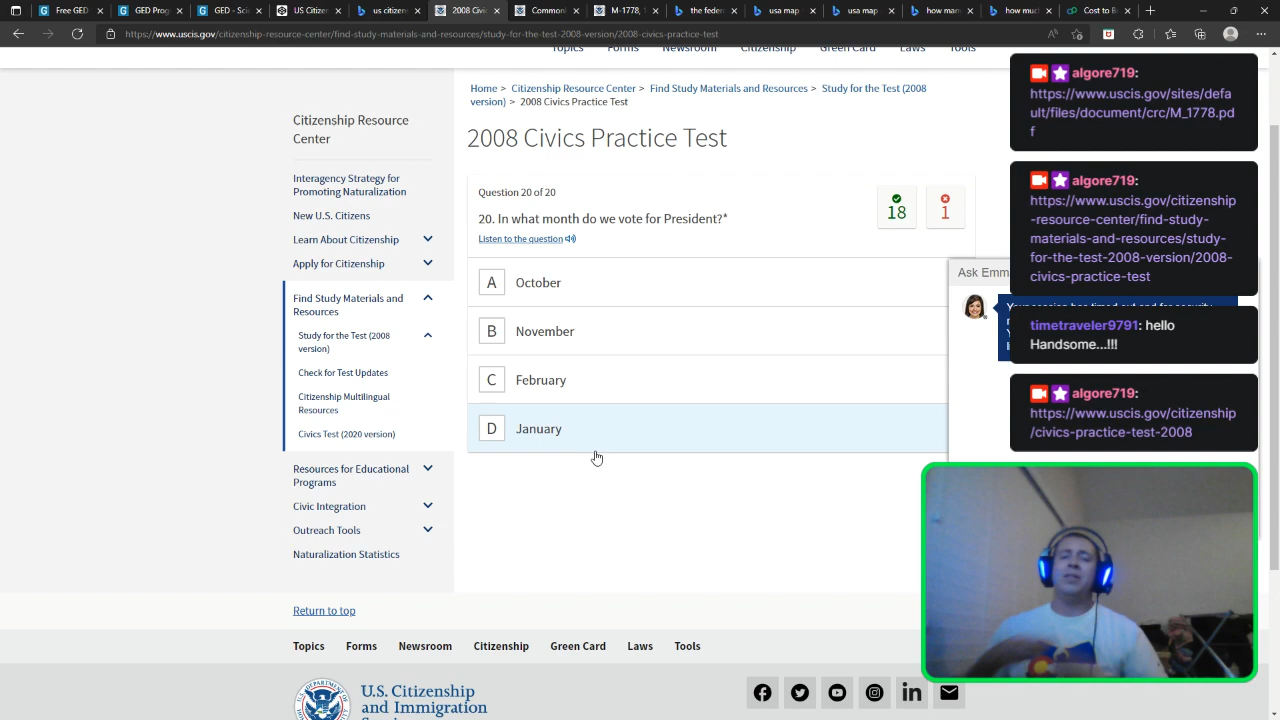 Free GED
GED Prog
GED - Scie
US Citizen
us citizen
2008 Civic
Commonl
M-1778, T
the feder
usa map
usa map
how man
how much
Cost to B
https://www.uscis.gov/citizenship-resource-center/find-study-materials-and-resources/study-for-the-test-2008-version/2008-civics-practice-test
Topics
Forms
Newsroom
Citizenship
Green Card
Laws
Tools
Home > Citizenship Resource Center > Find Study Materials and Resources > Study for the Test (2008
version) > 2008 Civics Practice Test
Citizenship Resource
Center
Interagency Strategy for
Promoting Naturalization
New U.S. Citizens
Learn About Citizenship
Apply for Citizenship
Find Study Materials and
Resources
Study for the Test (2008
version)
Check for Test Updates
Citizenship Multilingual
Resources
Civics Test (2020 version)
Resources for Educational
Programs
Civic Integration
Outreach Tools
Naturalization Statistics
2008 Civics Practice Test
Question 20 of 20
20. In what month do we vote for President?*
Listen to the question
18
1
A October
B November
C February
D January
Ask Emm
algore719:
https://www.uscis.gov/sites/defa
ult/files/document/crc/M_1778.pd
f
algore719:
https://www.uscis.gov/citizenship
-resource-center/find-study-
materials-and-resources/study-
for-the-test-2008-version/2008-
civics-practice-test
timetraveler9791: hello
Handsome...!!!
algore719:
https://www.uscis.gov/citizenship
/civics-practice-test-2008
Return to top
Topics
Forms
Newsroom
Citizenship
Green Card
Laws
Tools
U.S. Citizenship
and Immigration